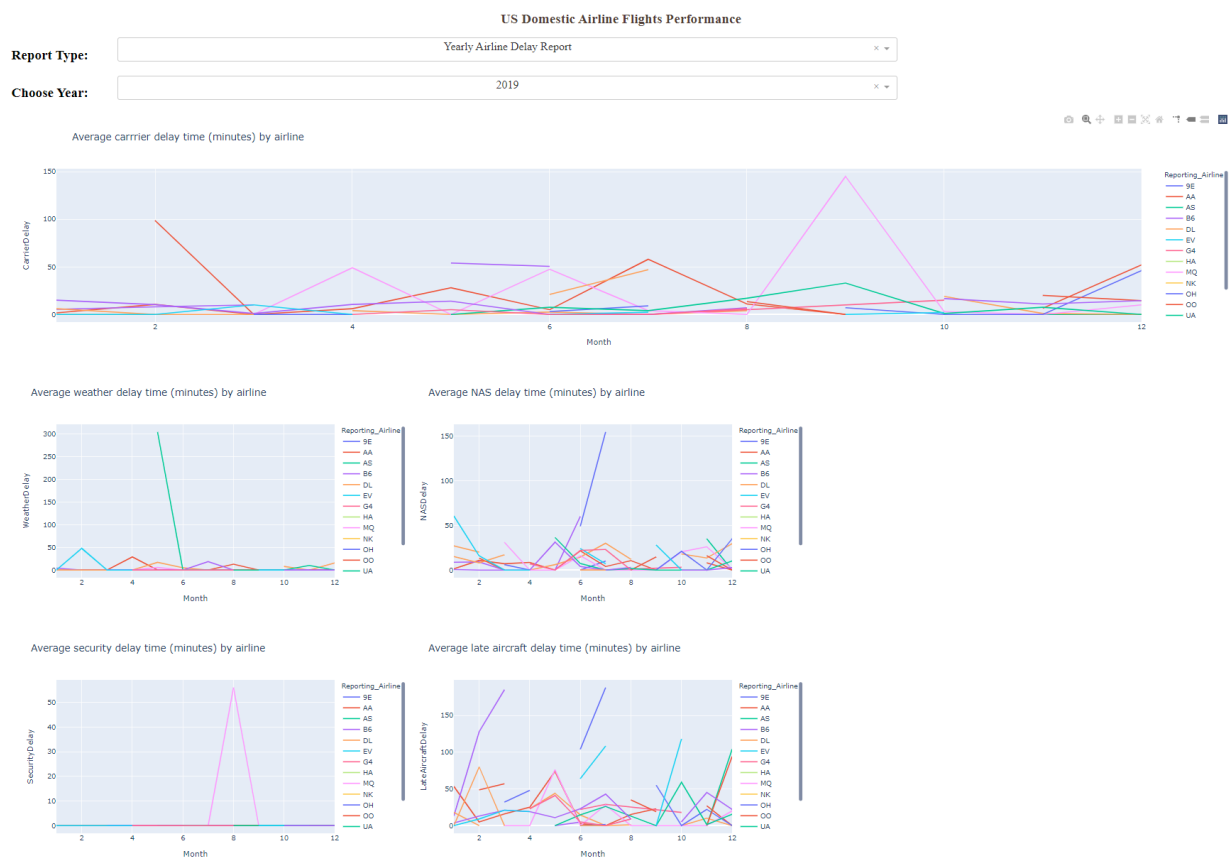 US Domestic Airline Flights Performance
Report Type:
Yearly Airline Delay Report
× 
Choose Year:
2019
× 
Average carrrier delay time (minutes) by airline
CarrierDelay
150
100
50
0
2
4
6
8
10
12
Month
Reporting_Airline
9E
AA
AS
B6
DL
EV
G4
HA
MQ
NK
OH
OO
UA
Average weather delay time (minutes) by airline
WeatherDelay
300
250
200
150
100
50
0
2
4
6
8
10
12
Month
Reporting_Airline
9E
AA
AS
B6
DL
EV
G4
HA
MQ
NK
OH
OO
UA
Average NAS delay time (minutes) by airline
NASDelay
150
100
50
0
2
4
6
8
10
12
Month
Reporting_Airline
9E
AA
AS
B6
DL
EV
G4
HA
MQ
NK
OH
OO
UA
Average security delay time (minutes) by airline
SecurityDelay
50
40
30
20
10
0
2
4
6
8
10
12
Month
Reporting_Airline
9E
AA
AS
B6
DL
EV
G4
HA
MQ
NK
OH
OO
UA
Average late aircraft delay time (minutes) by airline
LateAircraftDelay
150
100
50
0
2
4
6
8
10
12
Month
Reporting_Airline
9E
AA
AS
B6
DL
EV
G4
HA
MQ
NK
OH
OO
UA